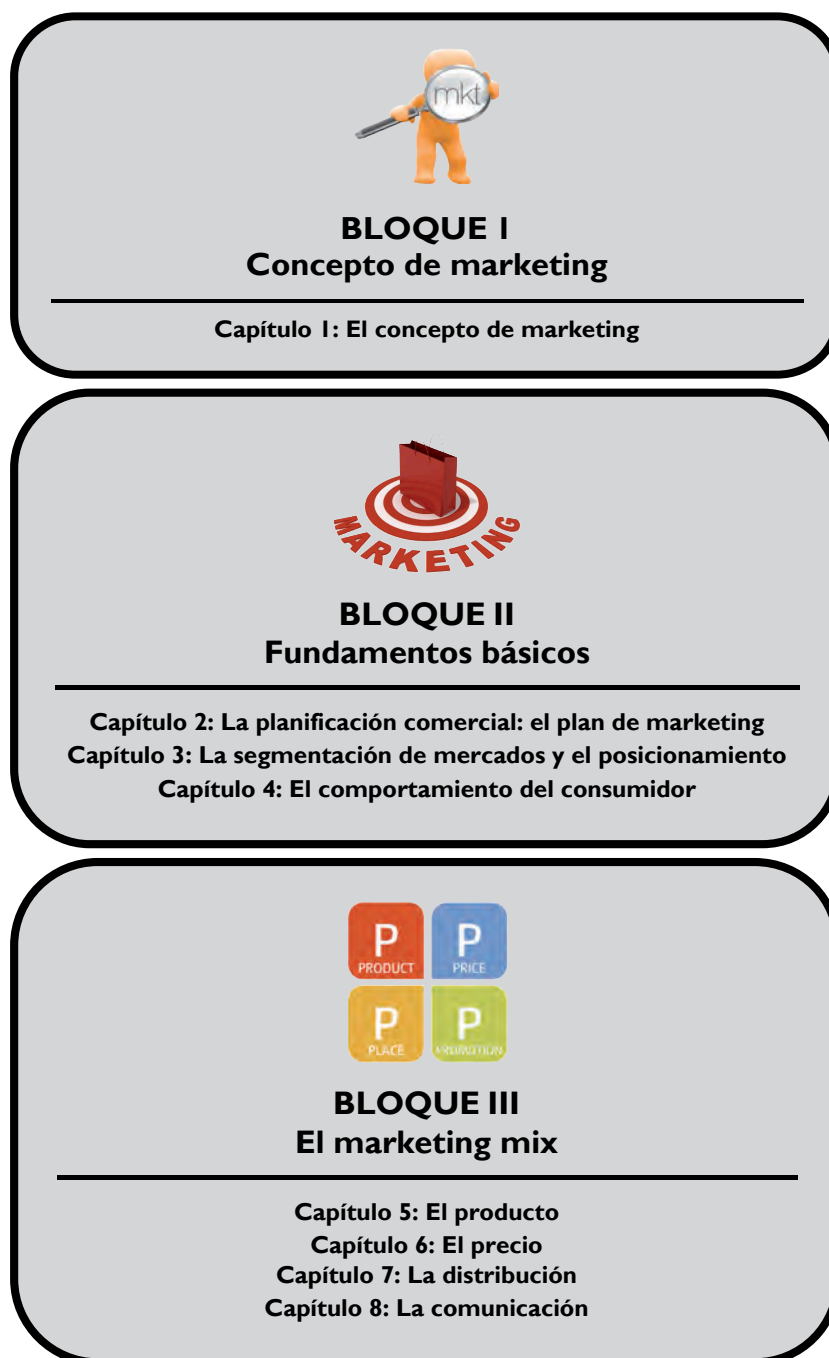 mkt
BLOQUE I
Concepto de marketing
Capítulo 1: El concepto de marketing
MARKETING
BLOQUE II
Fundamentos básicos
Capítulo 2: La planificación comercial: el plan de marketing
Capítulo 3: La segmentación de mercados y el posicionamiento
Capítulo 4: El comportamiento del consumidor
P P
PRODUCT PRICE
P P
PLACE PROMOTION
BLOQUE III
El marketing mix
Capítulo 5: El producto
Capítulo 6: El precio
Capítulo 7: La distribución
Capítulo 8: La comunicación